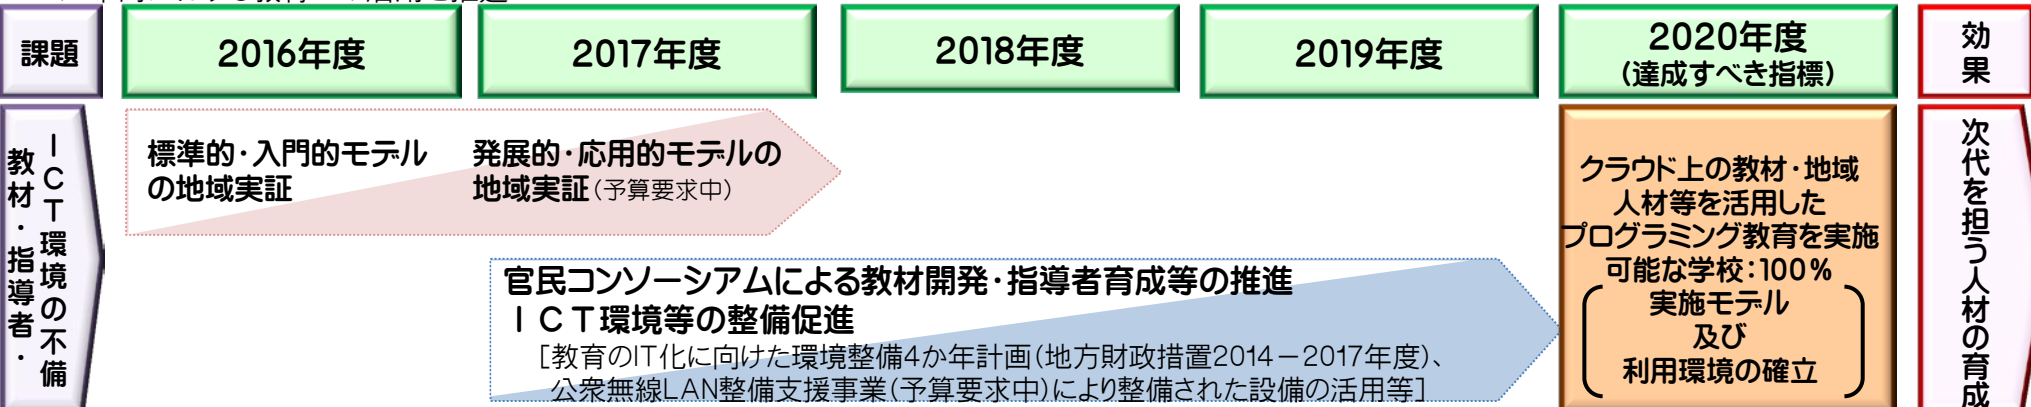 課題
2016年度
2017年度
2018年度
2019年度
2020年度
(達成すべき指標)
効果
教材・指導者・
ICT環境の不備
標準的・入門的モデル
の地域実証
発展的・応用的モデルの
地域実証(予算要求中)
官民コンソーシアムによる教材開発・指導者育成等の推進
ICT環境等の整備促進
[教育のIT化に向けた環境整備4か年計画(地方財政措置2014-2017年度)、
公衆無線LAN整備支援事業(予算要求中)により整備された設備の活用等]
クラウド上の教材・地域
人材等を活用した
プログラミング教育を実施
可能な学校:100%
実施モデル
及び
利用環境の確立
次代を担う人材の育成